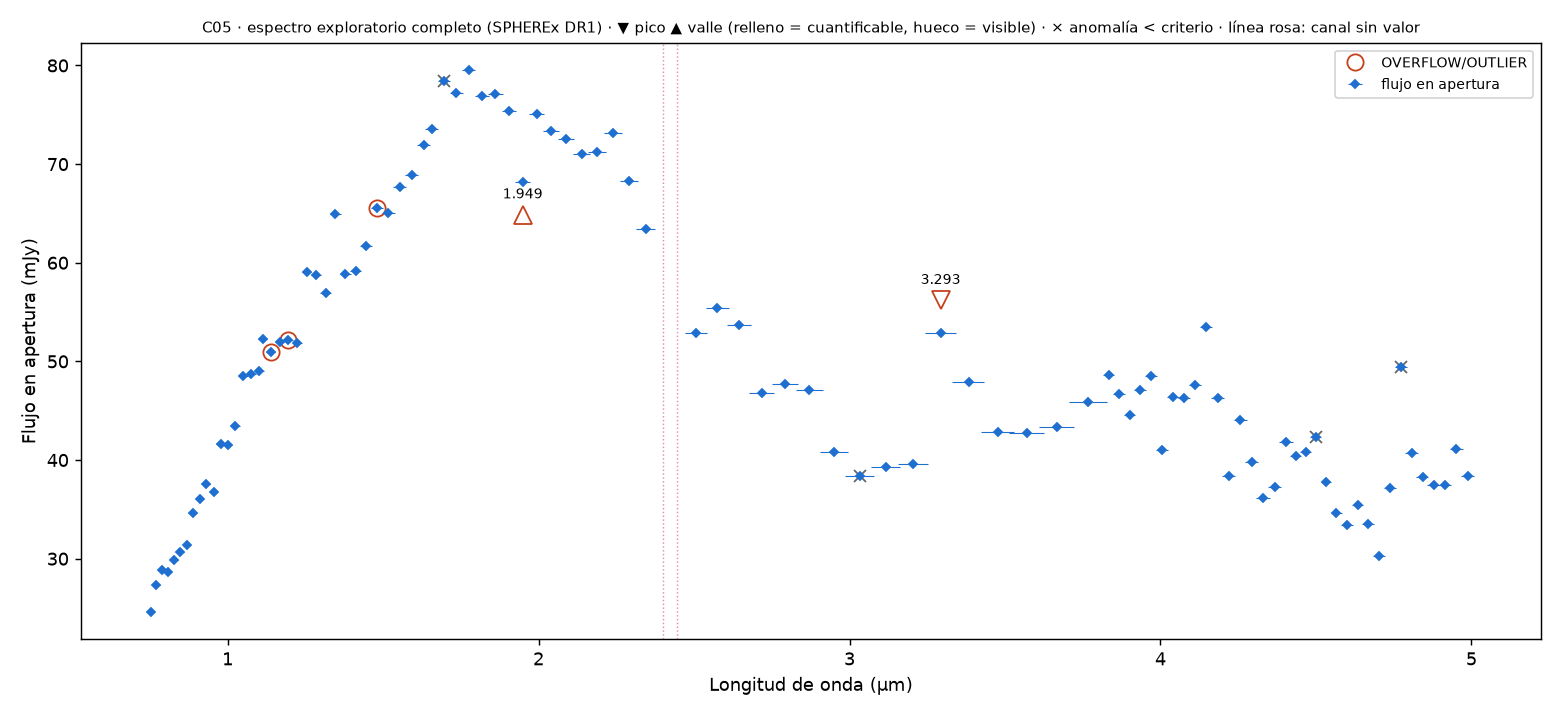 C05 · espectro exploratorio completo (SPHEREx DR1) · ▼ pico ▲ valle (relleno = cuantificable, hueco = visible) · × anomalía < criterio · línea rosa: canal sin valor
OVERFLOW/OUTLIER
flujo en apertura
80
70
60
50
40
30
Flujo en apertura (mJy)
1.949
3.293
1
2
3
4
5
Longitud de onda (μm)